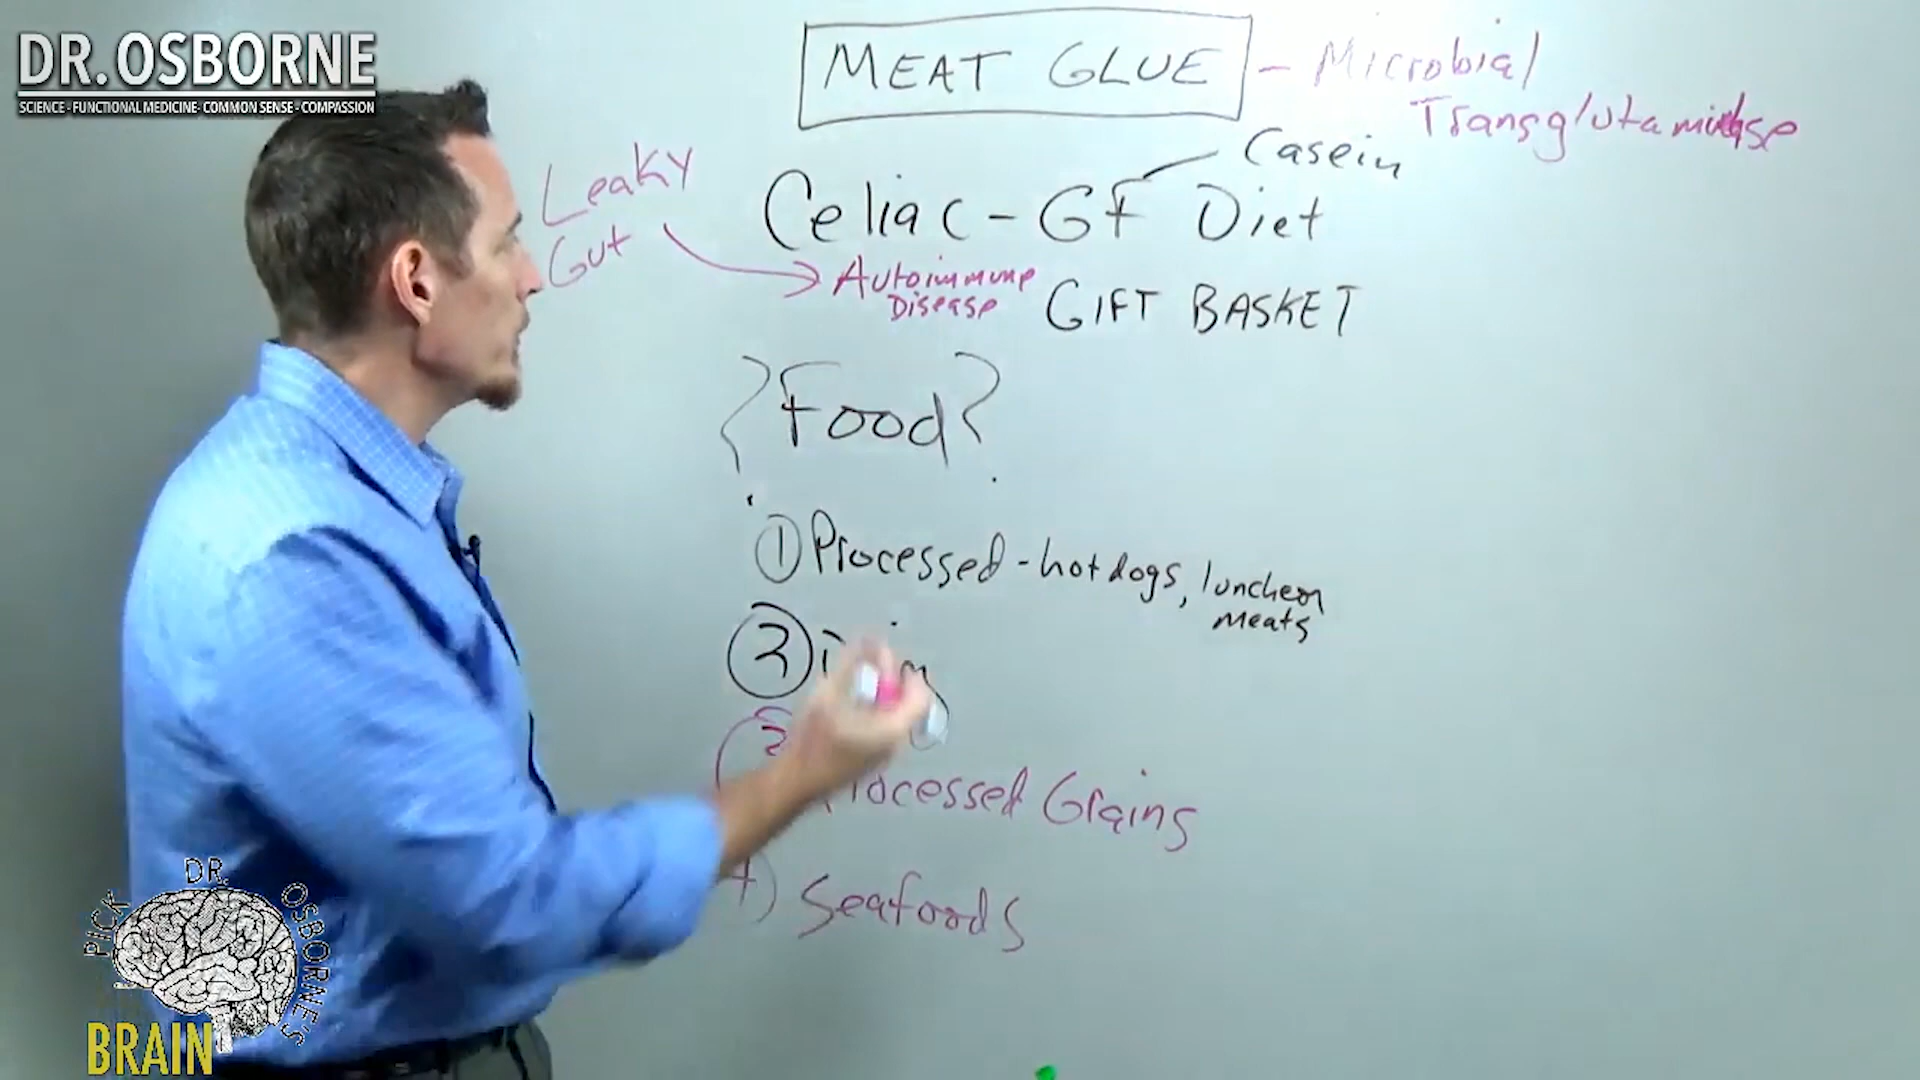 DR. OSBORNE
SCIENCE - FUNCTIONAL MEDICINE - COMMON SENSE - COMPASSION
MEAT GLUE - Microbial
Transglutaminase
Casein
Leaky
Gut
Celiac - GF Diet
Autoimmune
Disease
GIFT BASKET
?Food?
① Processed - hot dogs, luncheon
meats
②
Processed Grains
4) Seafoods
PICK
DR.
OSBORNE'S
BRAIN